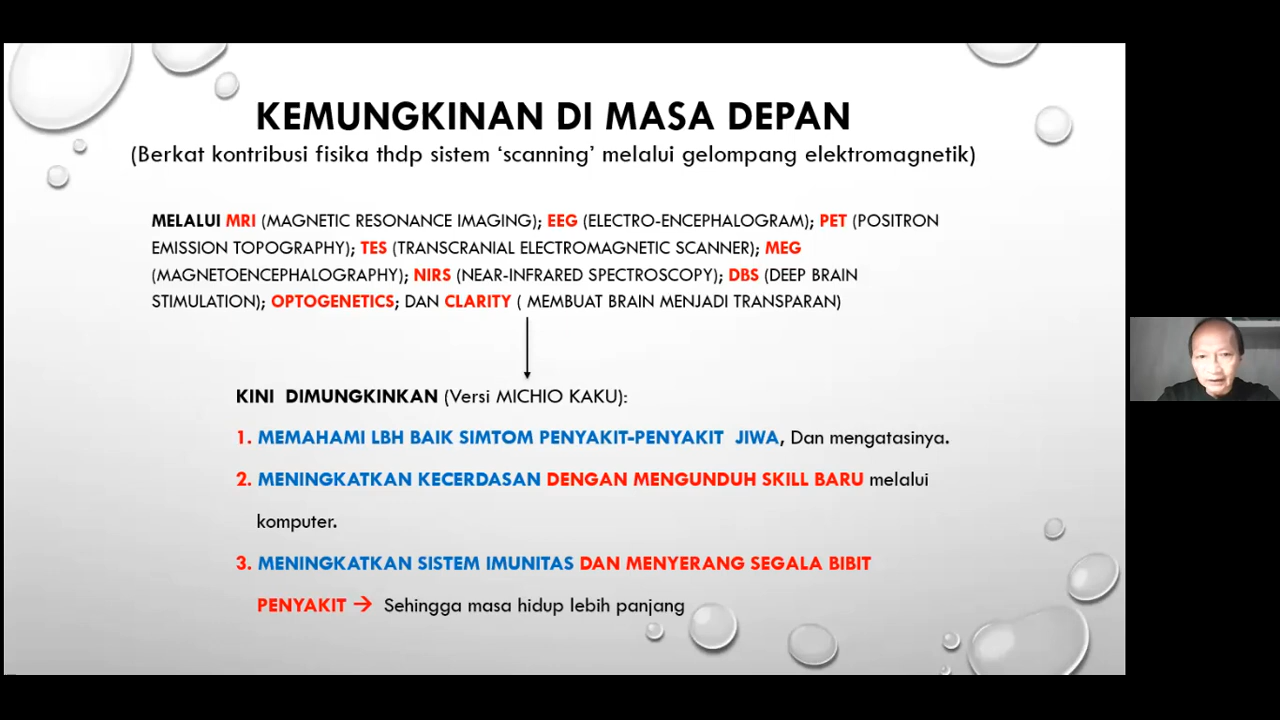 KEMUNGKINAN DI MASA DEPAN
(Berkat kontribusi fisika thdp sistem ‘scanning’ melalui gelompang elektromagnetik)
MELALUI MRI (MAGNETIC RESONANCE IMAGING); EEG (ELECTRO-ENCEPHALOGRAM); PET (POSITRON
EMISSION TOPOGRAPHY); TES (TRANSCRANIAL ELECTROMAGNETIC SCANNER); MEG
(MAGNETOENCEPHALOGRAPHY); NIRS (NEAR-INFRARED SPECTROSCOPY); DBS (DEEP BRAIN
STIMULATION); OPTOGENETICS; DAN CLARITY ( MEMBUAT BRAIN MENJADI TRANSPARAN)
KINI DIMUNGKINKAN (Versi MICHIO KAKU):
1. MEMAHAMI LBH BAIK SIMTOM PENYAKIT-PENYAKIT JIWA, Dan mengatasinya.
2. MENINGKATKAN KECERDASAN DENGAN MENGUNDUH SKILL BARU melalui
komputer.
3. MENINGKATKAN SISTEM IMUNITAS DAN MENYERANG SEGALA BIBIT
PENYAKIT → Sehingga masa hidup lebih panjang